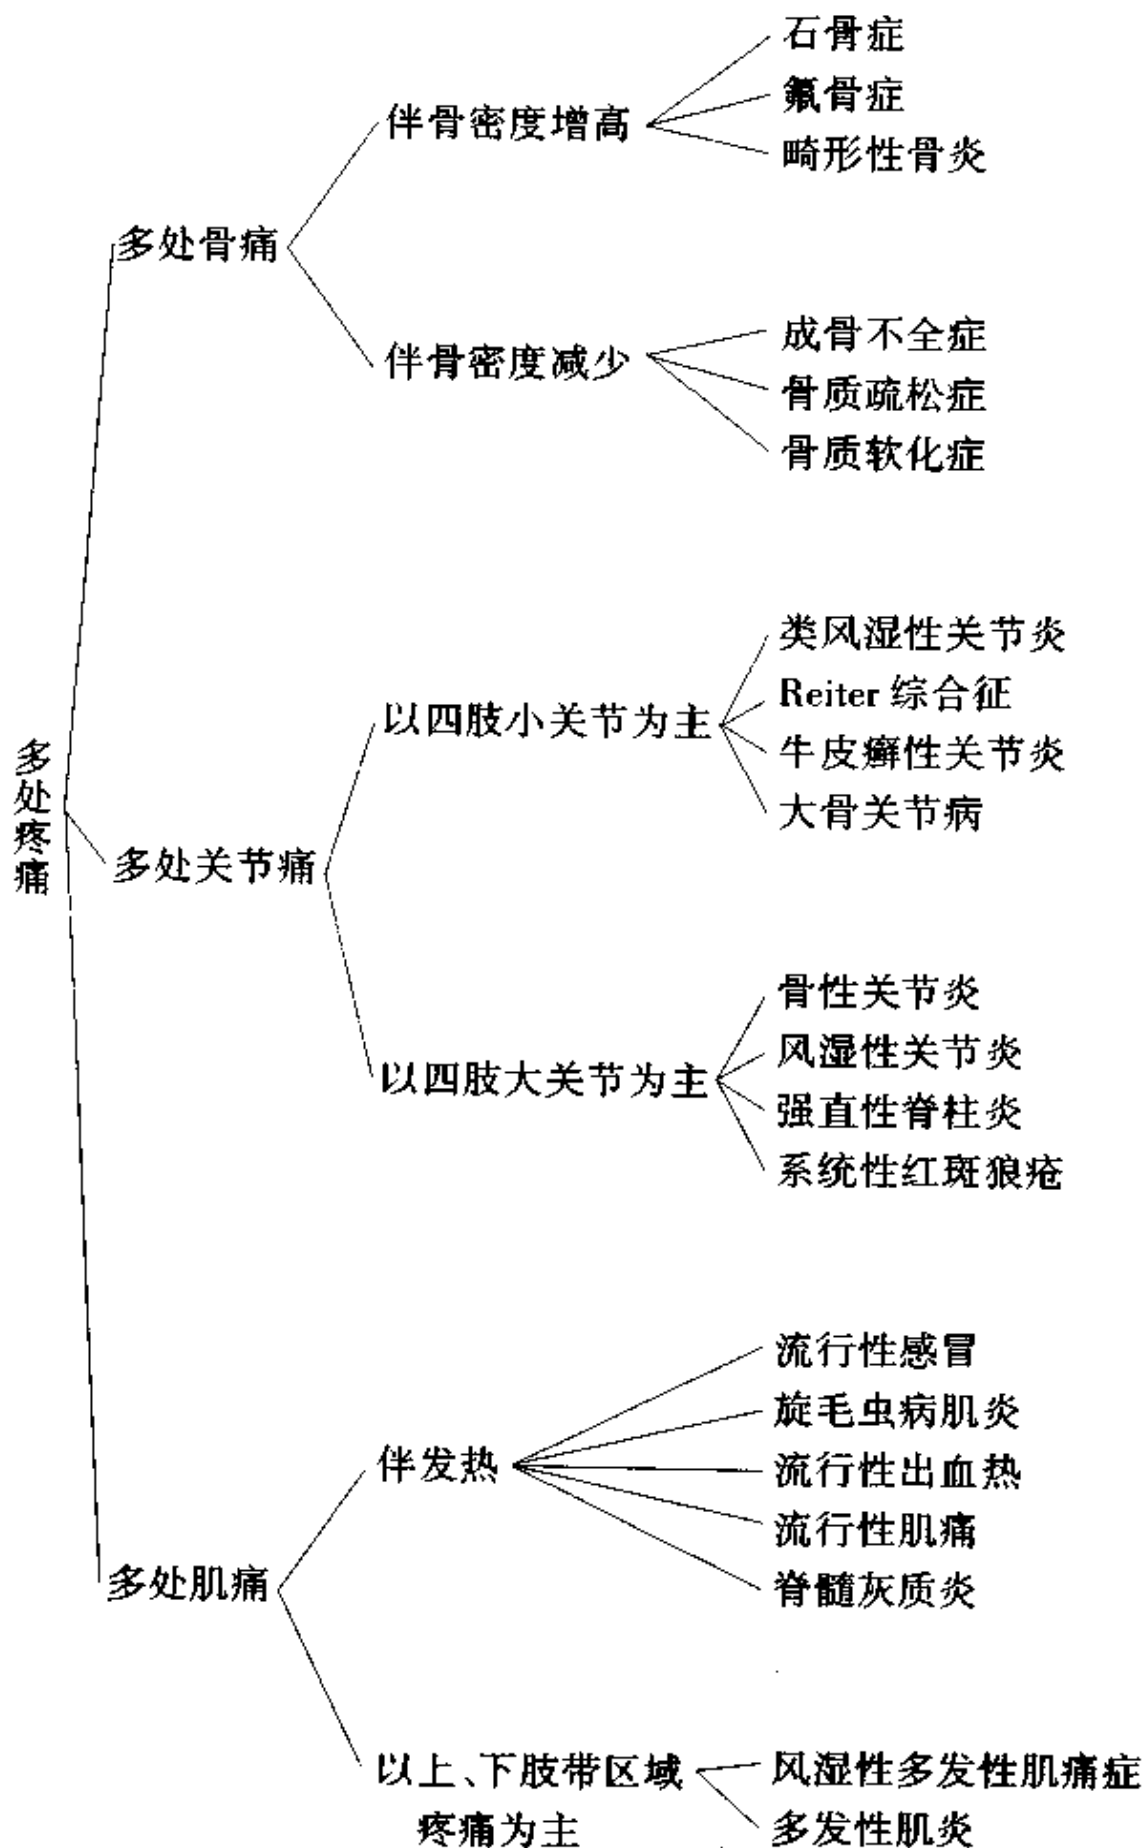 多处疼痛
多处骨痛
伴骨密度增高
石骨症
氟骨症
畸形性骨炎
伴骨密度减少
成骨不全症
骨质疏松症
骨质软化症
多处关节痛
以四肢小关节为主
类风湿性关节炎
Reiter 综合征
牛皮癣性关节炎
大骨关节病
以四肢大关节为主
骨性关节炎
风湿性关节炎
强直性脊柱炎
系统性红斑狼疮
多处肌痛
伴发热
流行性感冒
旋毛虫病肌炎
流行性出血热
流行性肌痛
脊髓灰质炎
以上、下肢带区域
疼痛为主
风湿性多发性肌痛症
多发性肌炎